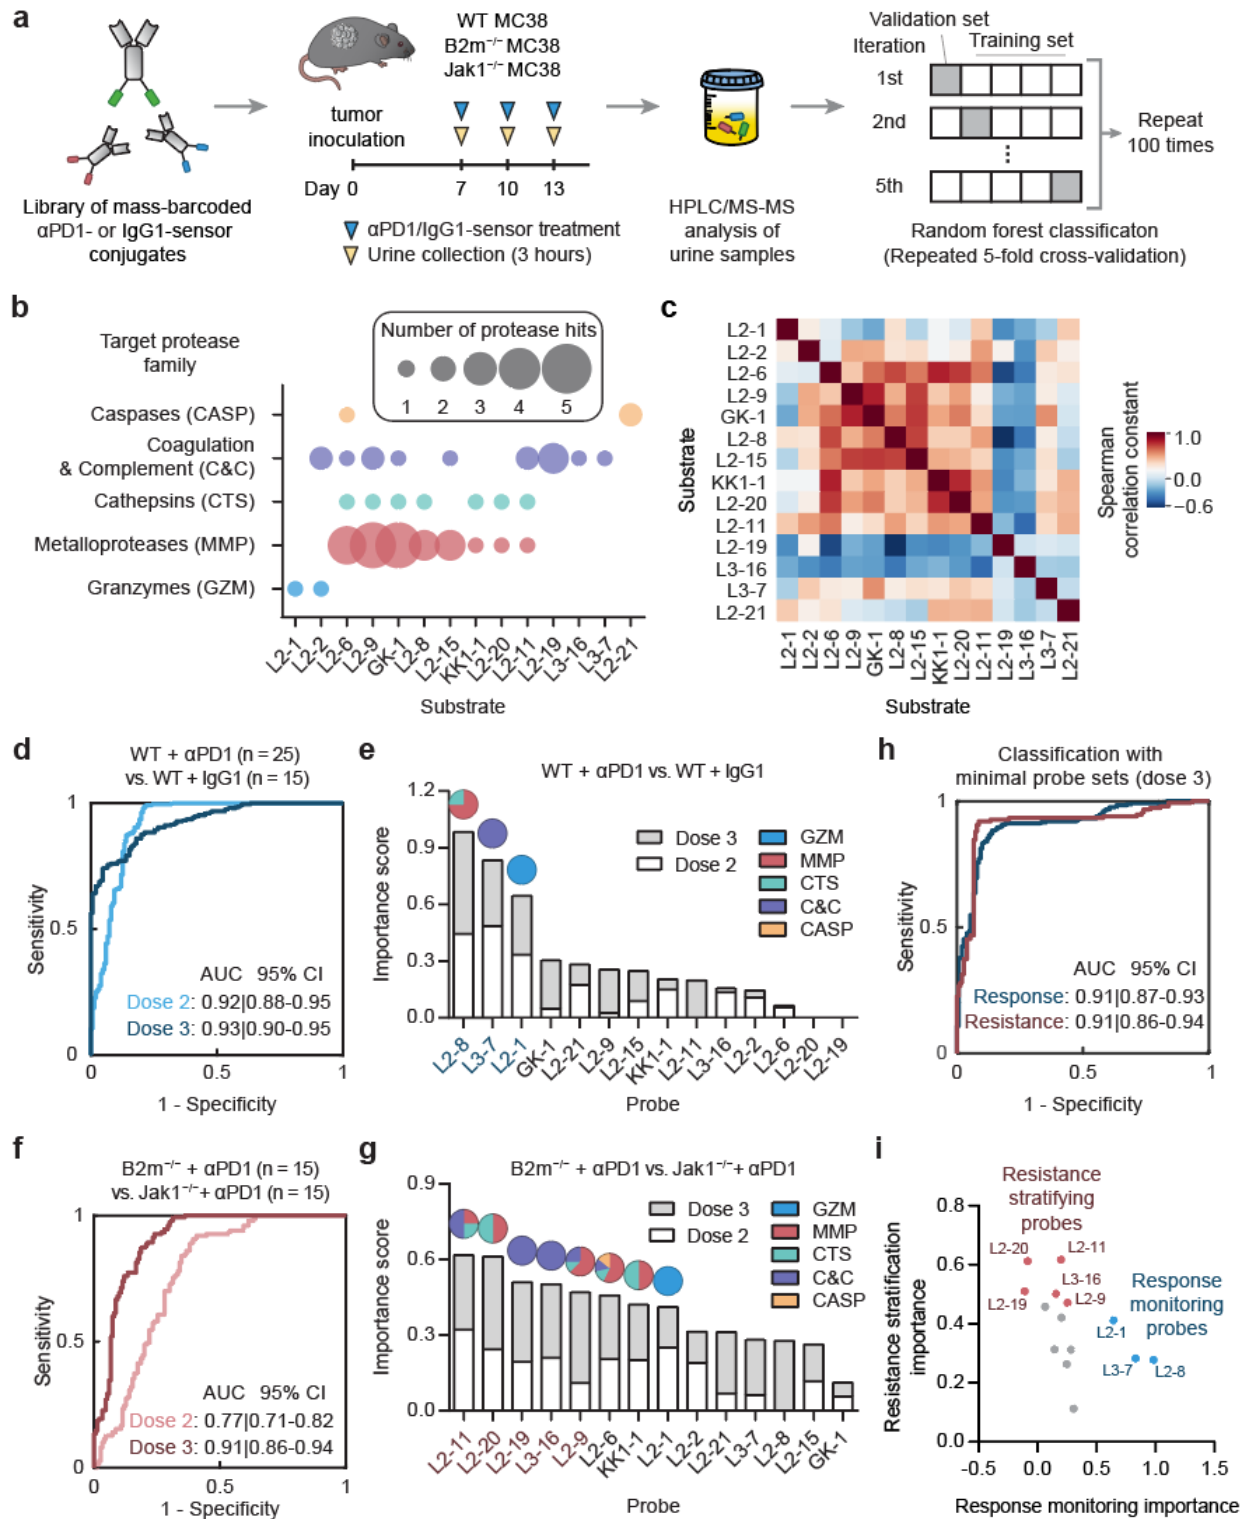 a
Library of mass-barcoded
αPD1- or IgG1-sensor
conjugates
WT MC38
B2m−/− MC38
Jak1−/− MC38
tumor
inoculation
Day 0 7 10 13
αPD1/IgG1-sensor treatment
Urine collection (3 hours)
HPLC/MS-MS
analysis of
urine samples
Validation set
Iteration Training set
1st
2nd
5th
Repeat
100 times
Random forest classificaton
(Repeated 5-fold cross-validation)
b
Target protease
family
Number of protease hits
1 2 3 4 5
Caspases (CASP)
Coagulation
& Complement (C&C)
Cathepsins (CTS)
Metalloproteases (MMP)
Granzymes (GZM)
L2-1 L2-2 L2-6 L2-9 GK-1 L2-8 L2-15 KK1-1 L2-20 L2-11 L2-19 L3-16 L3-7 L2-21
Substrate
c
L2-1
L2-2
L2-6
L2-9
GK-1
L2-8
L2-15
KK1-1
L2-20
L2-11
L2-19
L3-16
L3-7
L2-21
Substrate
L2-1 L2-2 L2-6 L2-9 GK-1 L2-8 L2-15 KK1-1 L2-20 L2-11 L2-19 L3-16 L3-7 L2-21
Substrate
Spearman
correlation constant
1.0
0.0
−0.6
d
WT + αPD1 (n = 25)
vs. WT + IgG1 (n = 15)
Sensitivity
1
0.5
0
AUC 95% CI
Dose 2: 0.92|0.88-0.95
Dose 3: 0.93|0.90-0.95
0 0.5 1
1 - Specificity
e
WT + αPD1 vs. WT + IgG1
Importance score
1.2
0.9
0.6
0.3
0.0
Dose 3
Dose 2
GZM
MMP
CTS
C&C
CASP
L2-8 L3-7 L2-1 GK-1 L2-21 L2-9 L2-15 KK1-1 L2-11 L3-16 L2-2 L2-6 L2-20 L2-19
Probe
h
Classification with
minimal probe sets (dose 3)
Sensitivity
1
0.5
0
AUC 95% CI
Response: 0.91|0.87-0.93
Resistance: 0.91|0.86-0.94
0 0.5 1
1 - Specificity
f
B2m−/− + αPD1 (n = 15)
vs. Jak1−/−+ αPD1 (n = 15)
Sensitivity
1
0.5
0
AUC 95% CI
Dose 2: 0.77|0.71-0.82
Dose 3: 0.91|0.86-0.94
0 0.5 1
1 - Specificity
g
B2m−/− + αPD1 vs. Jak1−/−+ αPD1
Importance score
0.9
0.6
0.3
0.0
Dose 3
Dose 2
GZM
MMP
CTS
C&C
CASP
L2-11 L2-20 L2-19 L3-16 L2-9 L2-6 KK1-1 L2-1 L2-2 L2-21 L3-7 L2-8 L2-15 GK-1
Probe
i
Resistance
stratifying
probes
Resistance stratification
importance
0.8
0.6
0.4
0.2
0.0
L2-20
L2-11
L2-19
L3-16
L2-9
Response
monitoring
probes
L2-1
L3-7
L2-8
-0.5 0.0 0.5 1.0 1.5
Response monitoring importance